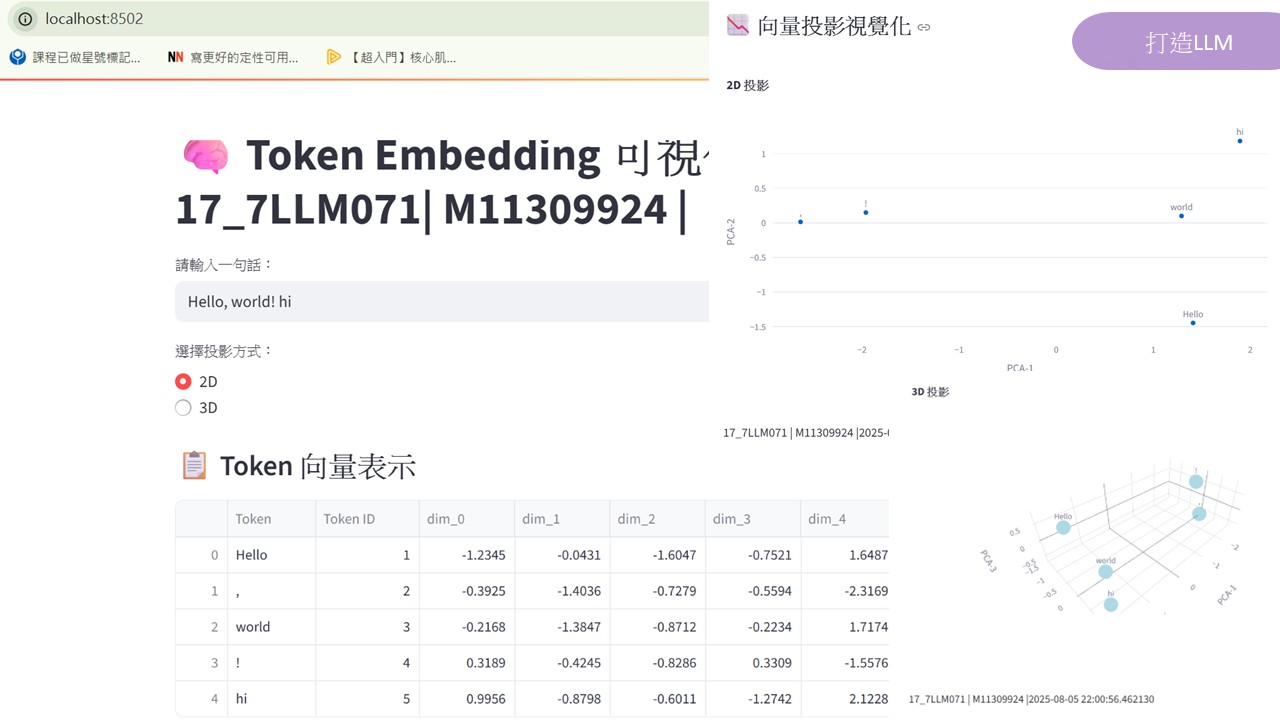 localhost:8502
課程已做星號標記...
NN 寫更好的定性可用...
【超入門】核心肌...
Token Embedding 可視
17_7LLM071| M11309924 |
請輸入一句話：
Hello, world! hi
選擇投影方式：
2D
3D
Token 向量表示
Token Token ID dim_0 dim_1 dim_2 dim_3 dim_4
0 Hello 1 -1.2345 -0.0431 -1.6047 -0.7521 1.6487
1 , 2 -0.3925 -1.4036 -0.7279 -0.5594 -2.3169
2 world 3 -0.2168 -1.3847 -0.8712 -0.2234 1.7174
3 ! 4 0.3189 -0.4245 -0.8286 0.3309 -1.5576
4 hi 5 0.9956 -0.8798 -0.6011 -1.2742 2.1228
向量投影視覺化
打造LLM
2D 投影
hi
1
0.5
! 
world
, 
0
−0.5
−1
Hello
−1.5
PCA-2
−2 −1 0 1 2
PCA-1
3D 投影
17_7LLM071 | M11309924 |2025-0
!
,
Hello
world
hi
0.5
0
−0.5
PCA-3
−1.5
−1
−0.5
0
0
−1
−2
PCA-1
17_7LLM071 | M11309924 |2025-08-05 22:00:56.462130